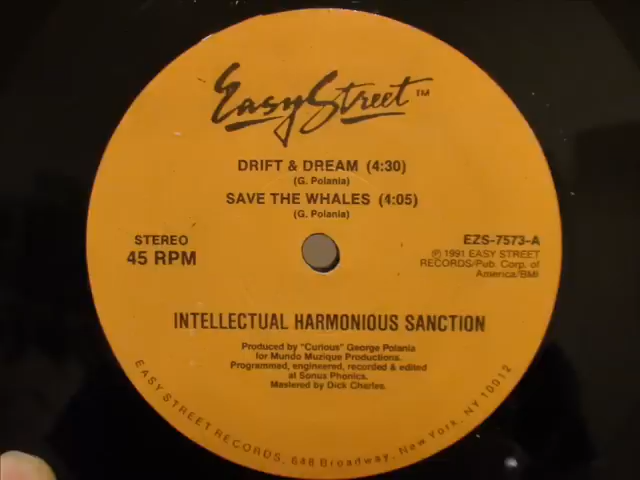 Easy Street™
DRIFT & DREAM (4:30)
(G. Polania)
SAVE THE WHALES (4:05)
(G. Polania)
STEREO
45 RPM
EZS-7573-A
℗ 1991 EASY STREET
RECORDS/Pub. Corp. of
America/BMI
INTELLECTUAL HARMONIOUS SANCTION
Produced by "Curious" George Polania
for Mundo Muzique Productions.
Programmed, engineered, recorded & edited
at Sonus Phonics.
Mastered by Dick Charles.
EASY STREET RECORDS, 648 Broadway, New York, NY 10012